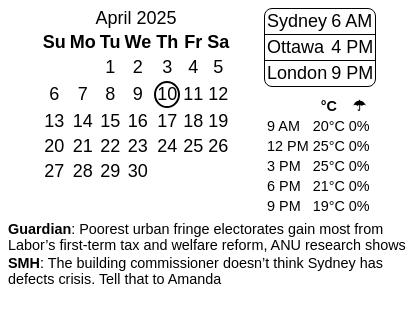 April 2025
Su Mo Tu We Th Fr Sa
1 2 3 4 5
6 7 8 9 10 11 12
13 14 15 16 17 18 19
20 21 22 23 24 25 26
27 28 29 30
Sydney 6 AM
Ottawa 4 PM
London 9 PM
°C ☂
9 AM 20°C 0%
12 PM 25°C 0%
3 PM 25°C 0%
6 PM 21°C 0%
9 PM 19°C 0%
Guardian: Poorest urban fringe electorates gain most from
Labor’s first-term tax and welfare reform, ANU research shows
SMH: The building commissioner doesn’t think Sydney has
defects crisis. Tell that to Amanda